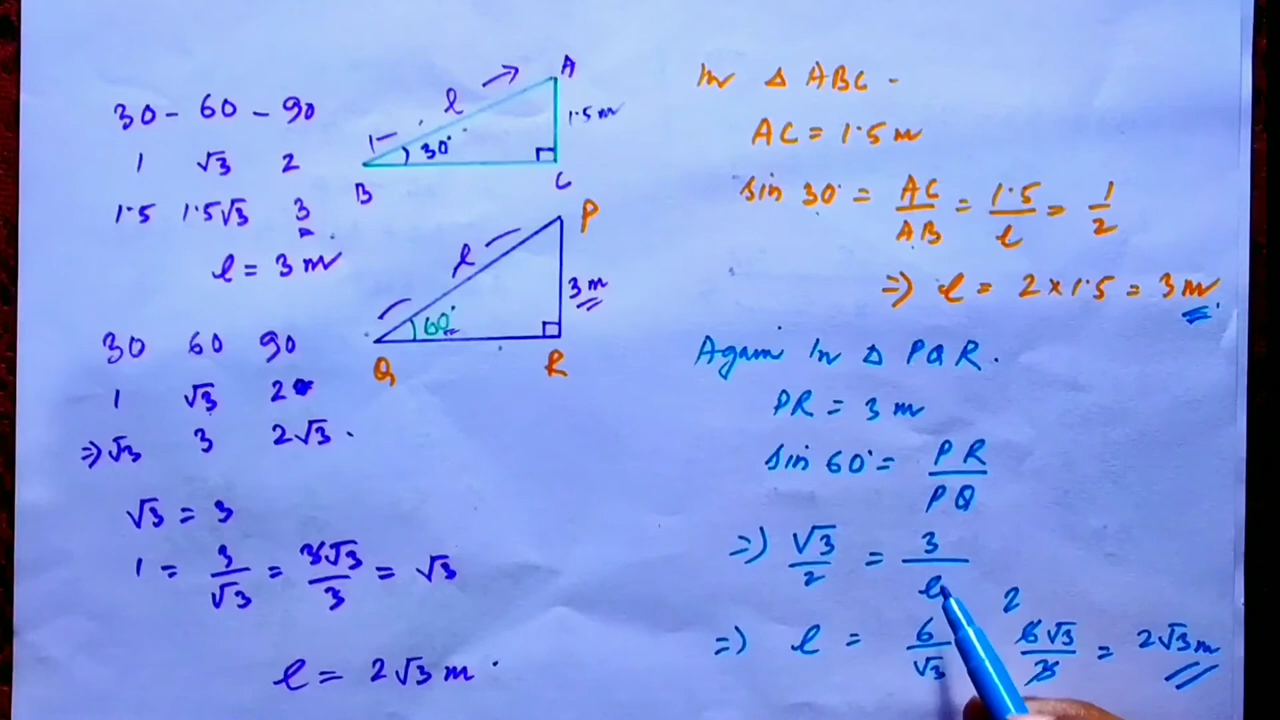 30 - 60 - 90
1 √3 2
1.5 1.5√3 3
l = 3 m
A
l
1.5 m
30°
B
C
P
l
3 m
60°
Q
R
30 60 90
1 √3 2
=> √3 3 2√3.
√3 = 3
1 = 3/√3 = 3√3/3 = √3
l = 2√3 m.
In Δ ABC -
AC = 1.5 m
sin 30° = AC/AB = 1.5/l = 1/2
=> l = 2 x 1.5 = 3 m
Again In Δ PQR.
PR = 3 m
sin 60° = PR/PQ
=> √3/2 = 3/l
=> l = 6/√3 6√3/3 2 = 2√3 m